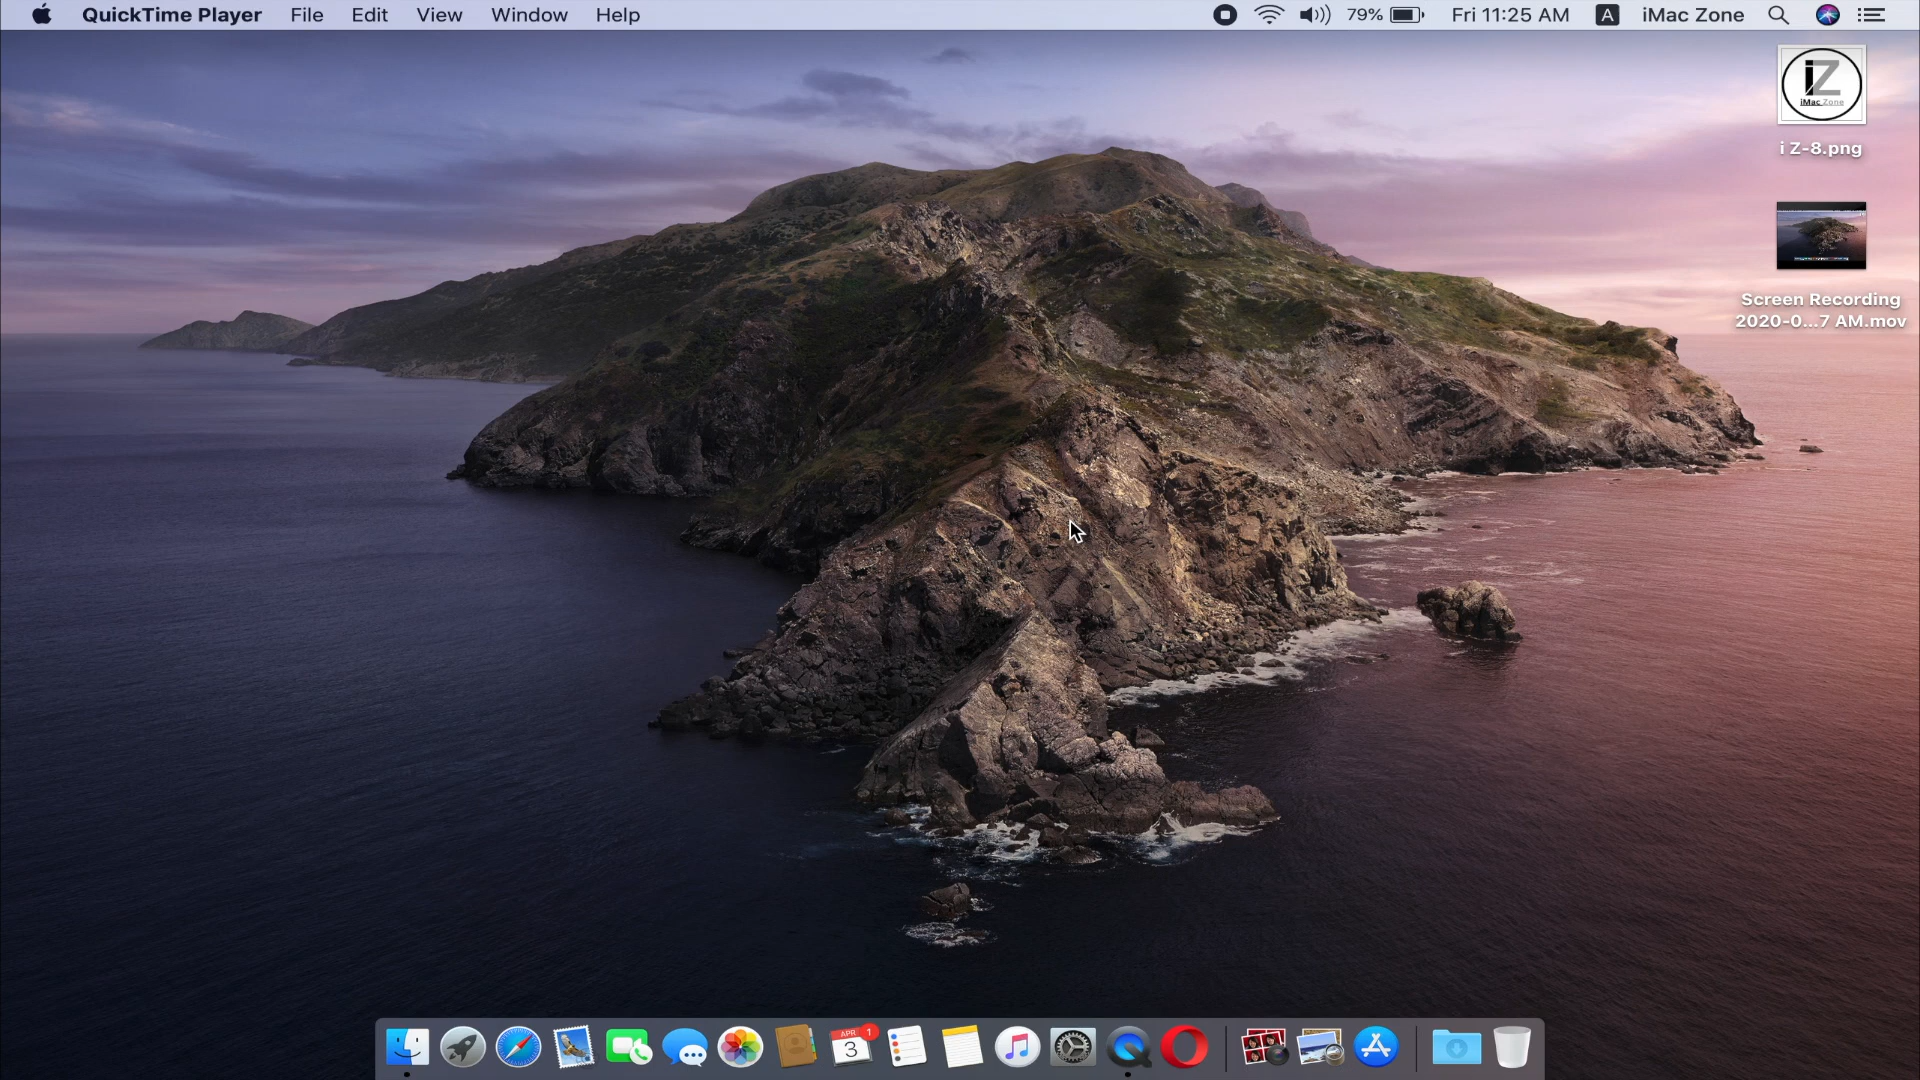 QuickTime Player File Edit View Window Help 79% Fri 11:25 AM A iMac Zone
iZ
iMac Zone
i Z-8.png
Screen Recording
2020-0...7 AM.mov
APR 1
3